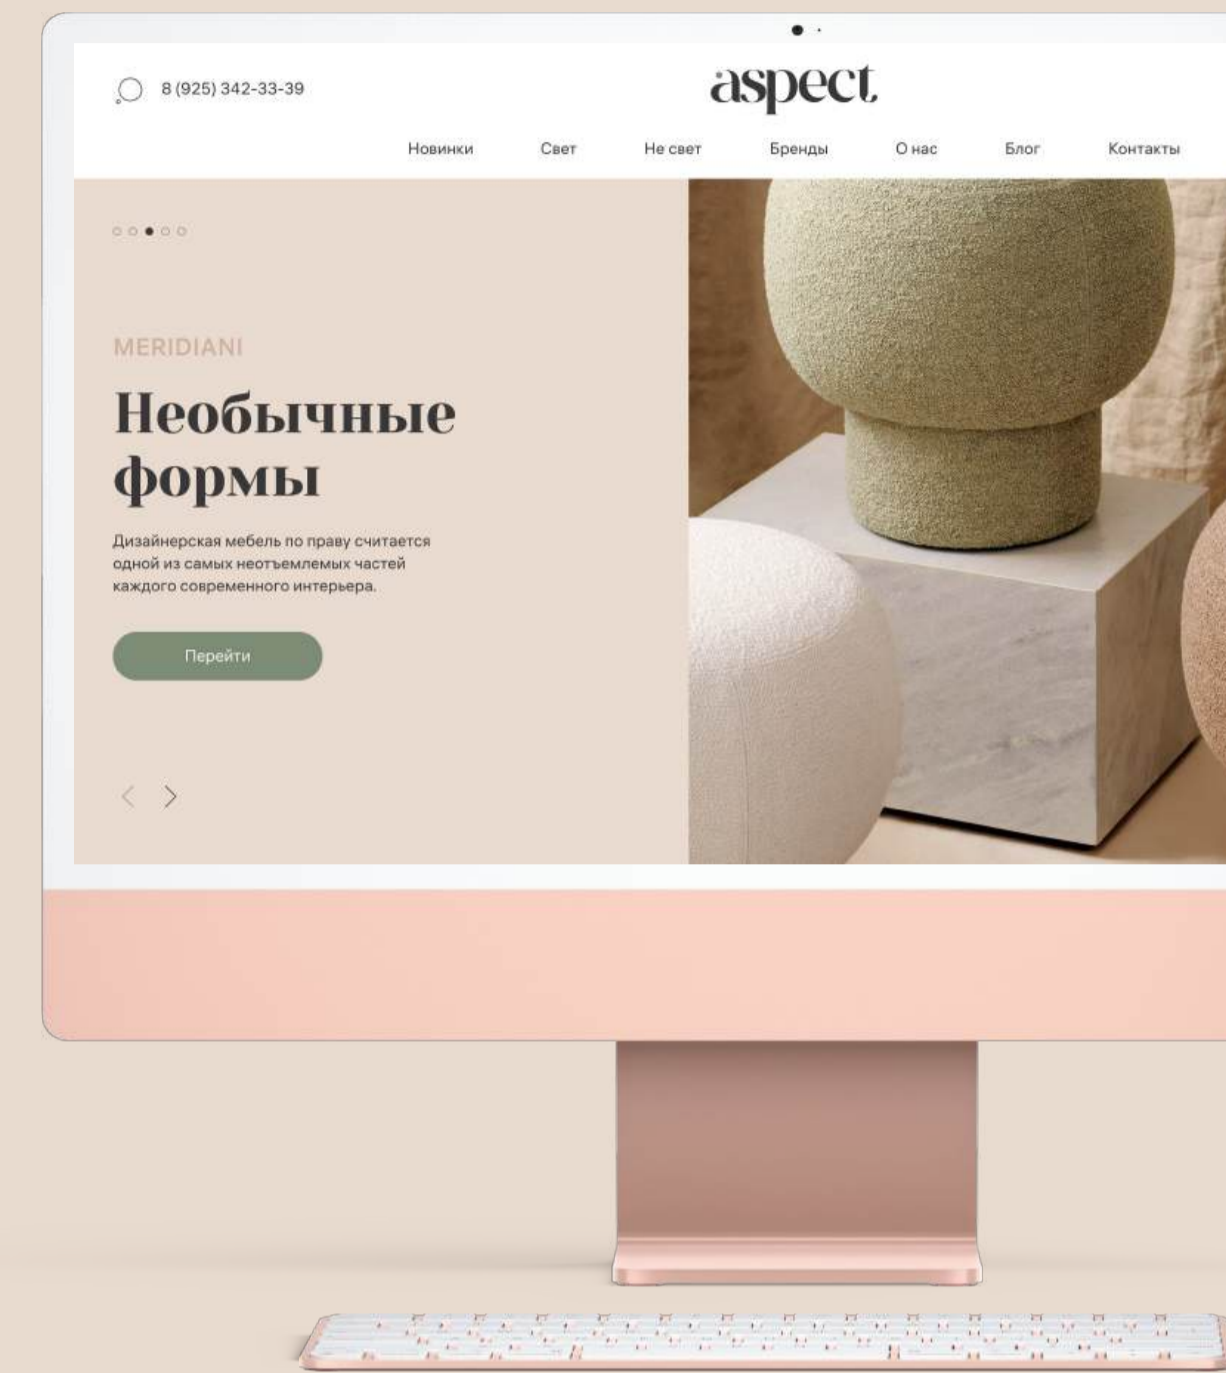 8 (925) 342-33-39
aspect
Новинки Свет Не свет Бренды О нас Блог Контакты
MERIDIANI
Необычные
формы
Дизайнерская мебель по праву считается
одной из самых неотъемлемых частей
каждого современного интерьера.
Перейти